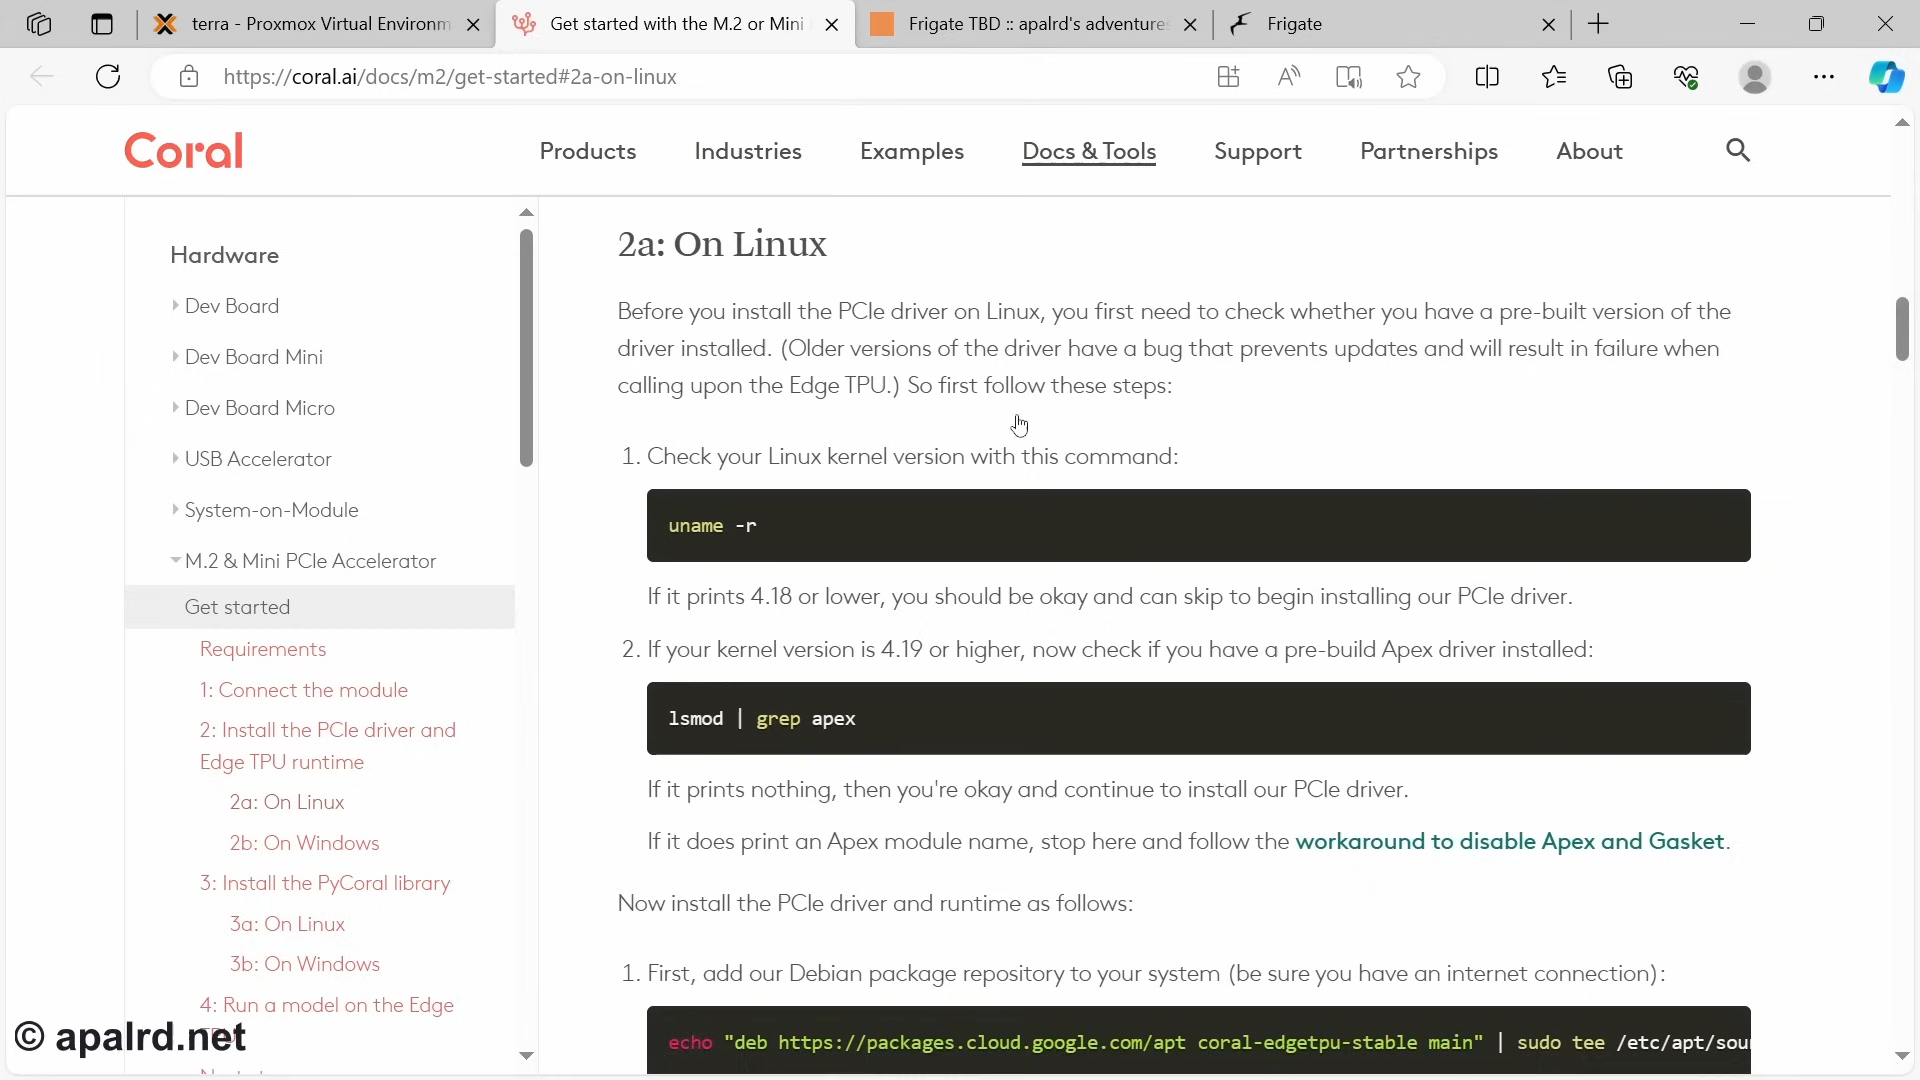 terra - Proxmox Virtual Environm
Get started with the M.2 or Mini
Frigate TBD :: apalrd's adventures
Frigate
https://coral.ai/docs/m2/get-started#2a-on-linux
Coral
Products
Industries
Examples
Docs & Tools
Support
Partnerships
About
Hardware
Dev Board
Dev Board Mini
Dev Board Micro
USB Accelerator
System-on-Module
M.2 & Mini PCIe Accelerator
Get started
Requirements
1: Connect the module
2: Install the PCIe driver and
Edge TPU runtime
2a: On Linux
2b: On Windows
3: Install the PyCoral library
3a: On Linux
3b: On Windows
4: Run a model on the Edge
© apalrd.net
2a: On Linux
Before you install the PCIe driver on Linux, you first need to check whether you have a pre-built version of the
driver installed. (Older versions of the driver have a bug that prevents updates and will result in failure when
calling upon the Edge TPU.) So first follow these steps:
1. Check your Linux kernel version with this command:
uname -r
If it prints 4.18 or lower, you should be okay and can skip to begin installing our PCIe driver.
2. If your kernel version is 4.19 or higher, now check if you have a pre-build Apex driver installed:
lsmod | grep apex
If it prints nothing, then you're okay and continue to install our PCIe driver.
If it does print an Apex module name, stop here and follow the workaround to disable Apex and Gasket.
Now install the PCIe driver and runtime as follows:
1. First, add our Debian package repository to your system (be sure you have an internet connection):
echo "deb https://packages.cloud.google.com/apt coral-edgetpu-stable main" | sudo tee /etc/apt/sou